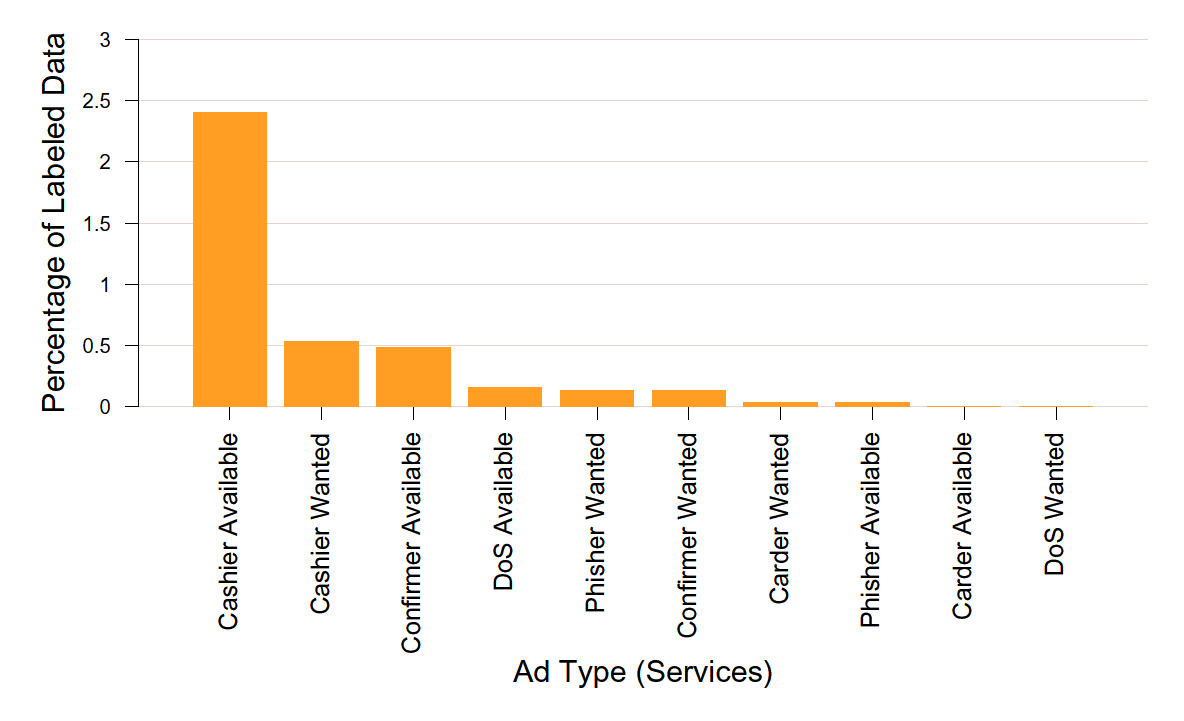 Percentage of Labeled Data
3
2.5
2
1.5
1
0.5
0
Cashier Available
Cashier Wanted
Confirmer Available
DoS Available
Phisher Wanted
Confirmer Wanted
Carder Wanted
Phisher Available
Carder Available
DoS Wanted
Ad Type (Services)